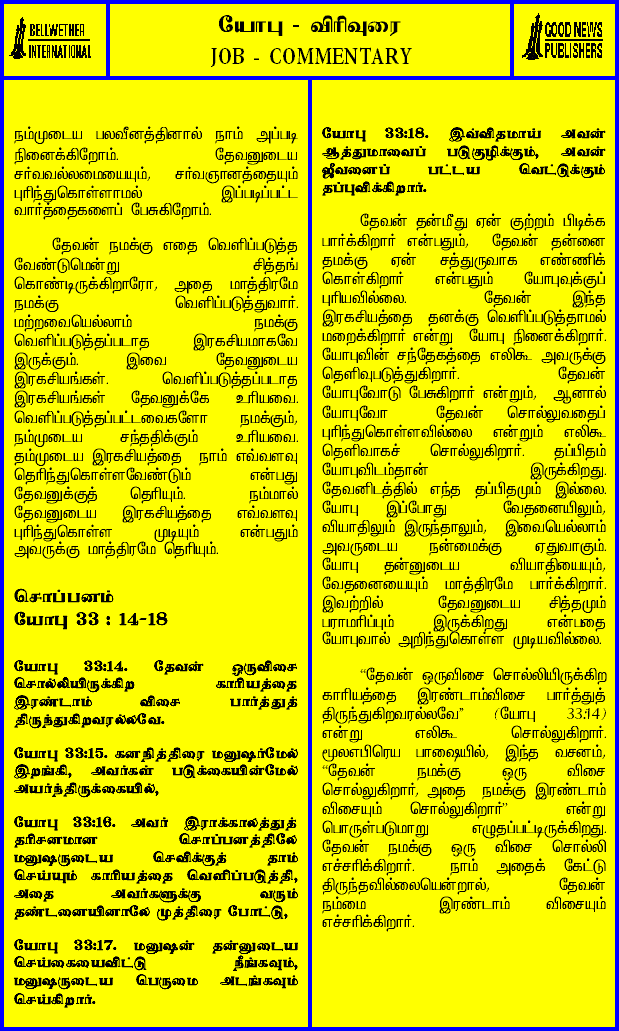 BELLWETHER
INTERNATIONAL
யோபு - விரிவுரை
JOB - COMMENTARY
GOOD NEWS
PUBLISHERS
நம்முடைய பலவீனத்தினால் நாம் அப்படி
நினைக்கிறோம். தேவனுடைய
சர்வவல்லமையையும், சர்வஞானத்தையும்
புரிந்துகொள்ளாமல் இப்படிப்பட்ட
வார்த்தைகளைப் பேசுகிறோம்.
தேவன் நமக்கு எதை வெளிப்படுத்த
வேண்டுமென்று சித்தங்
கொண்டிருக்கிறாரோ, அதை மாத்திரமே
நமக்கு வெளிப்படுத்துவார்.
மற்றவையெல்லாம் நமக்கு
வெளிப்படுத்தப்படாத இரகசியமாகவே
இருக்கும். இவை தேவனுடைய
இரகசியங்கள். வெளிப்படுத்தப்படாத
இரகசியங்கள் தேவனுக்கே உரியவை.
வெளிப்படுத்தப்பட்டவைகளோ நமக்கும்,
நம்முடைய சந்ததிக்கும் உரியவை.
தம்முடைய இரகசியத்தை நாம் எவ்வளவு
தெரிந்துகொள்ளவேண்டும் என்பது
தேவனுக்குத் தெரியும். நம்மால்
தேவனுடைய இரகசியத்தை எவ்வளவு
புரிந்துகொள்ள முடியும் என்பதும்
அவருக்கு மாத்திரமே தெரியும்.
சொப்பனம்
யோபு 33 : 14-18
யோபு 33:14. தேவன் ஒருவிசை
சொல்லியிருக்கிற காரியத்தை
இரண்டாம் விசை பார்த்துத்
திருந்துகிறவரல்லவே.
யோபு 33:15. கனநித்திரை மனுஷர்மேல்
இறங்கி, அவர்கள் படுக்கையின்மேல்
அயர்ந்திருக்கையில்,
யோபு 33:16. அவர் இராக்காலத்துத்
தரிசனமான சொப்பனத்திலே
மனுஷருடைய செவிக்குத் தாம்
செய்யும் காரியத்தை வெளிப்படுத்தி,
அதை அவர்களுக்கு வரும்
தண்டனையினாலே முத்திரை போட்டு,
யோபு 33:17. மனுஷன் தன்னுடைய
செய்கையைவிட்டு நீங்கவும்,
மனுஷருடைய பெருமை அடங்கவும்
செய்கிறார்.
யோபு 33:18. இவ்விதமாய் அவன்
ஆத்துமாவைப் படுகுழிக்கும், அவன்
ஜீவனைப் பட்டய வெட்டுக்கும்
தப்புவிக்கிறார்.
தேவன் தன்மீது ஏன் குற்றம் பிடிக்க
பார்க்கிறார் என்பதும், தேவன் தன்னை
தமக்கு ஏன் சத்துருவாக எண்ணிக்
கொள்கிறார் என்பதும் யோபுவுக்குப்
புரியவில்லை. தேவன் இந்த
இரகசியத்தை தனக்கு வெளிப்படுத்தாமல்
மறைக்கிறார் என்று யோபு நினைக்கிறார்.
யோபுவின் சந்தேகத்தை எலிகூ அவருக்கு
தெளிவுபடுத்துகிறார். தேவன்
யோபுவோடு பேசுகிறார் என்றும், ஆனால்
யோபுவோ தேவன் சொல்லுவதைப்
புரிந்துகொள்ளவில்லை என்றும் எலிகூ
தெளிவாகச் சொல்லுகிறார். தப்பிதம்
யோபுவிடம்தான் இருக்கிறது.
தேவனிடத்தில் எந்த தப்பிதமும் இல்லை.
யோபு இப்போது வேதனையிலும்,
வியாதிலும் இருந்தாலும், இவையெல்லாம்
அவருடைய நன்மைக்கு ஏதுவாகும்.
யோபு தன்னுடைய வியாதியையும்,
வேதனையையும் மாத்திரமே பார்க்கிறார்.
இவற்றில் தேவனுடைய சித்தமும்
பராமரிப்பும் இருக்கிறது என்பதை
யோபுவால் அறிந்துகொள்ள முடியவில்லை.
“தேவன் ஒருவிசை சொல்லியிருக்கிற
காரியத்தை இரண்டாம்விசை பார்த்துத்
திருந்துகிறவரல்லவே” (யோபு 33:14)
என்று எலிகூ சொல்லுகிறார்.
மூலஎபிரெய பாஷையில், இந்த வசனம்,
“தேவன் நமக்கு ஒரு விசை
சொல்லுகிறார், அதை நமக்கு இரண்டாம்
விசையும் சொல்லுகிறார்” என்று
பொருள்படுமாறு எழுதப்பட்டிருக்கிறது.
தேவன் நமக்கு ஒரு விசை சொல்லி
எச்சரிக்கிறார். நாம் அதைக் கேட்டு
திருந்தவில்லையென்றால், தேவன்
நம்மை இரண்டாம் விசையும்
எச்சரிக்கிறார்.